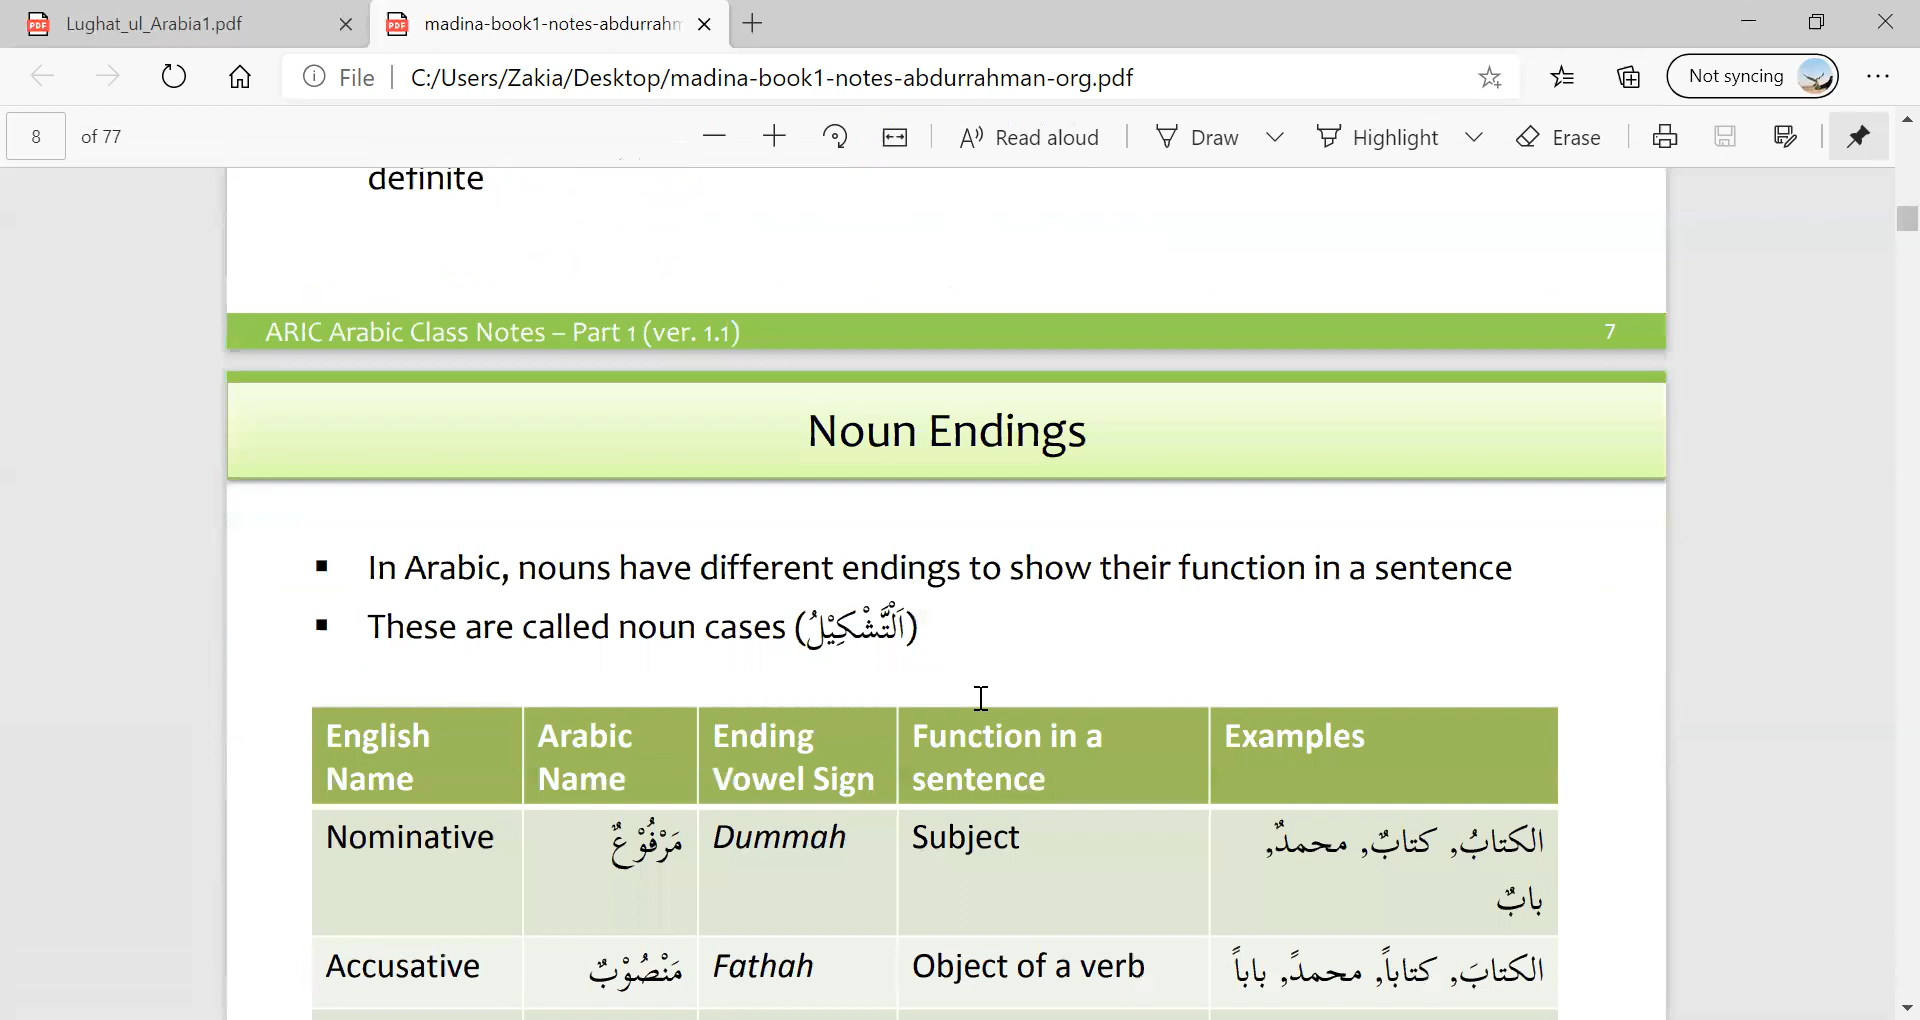 Lughat_ul_Arabia1.pdf
madina-book1-notes-abdurrahm
File
C:/Users/Zakia/Desktop/madina-book1-notes-abdurrahman-org.pdf
Not syncing
8 of 77
Read aloud
Draw
Highlight
Erase
definite
ARIC Arabic Class Notes – Part 1 (ver. 1.1) 7
Noun Endings
▪ In Arabic, nouns have different endings to show their function in a sentence
▪ These are called noun cases (اَلْتَّشْكِيْلُ)
English Name
Arabic Name
Ending Vowel Sign
Function in a sentence
Examples
Nominative
مَرْفُوْعٌ
Dummah
Subject
الكتابُ, كتابٌ, محمدٌ,
بابٌ
Accusative
مَنْصُوْبٌ
Fathah
Object of a verb
الكتابَ, كتاباً, محمدً, باباً